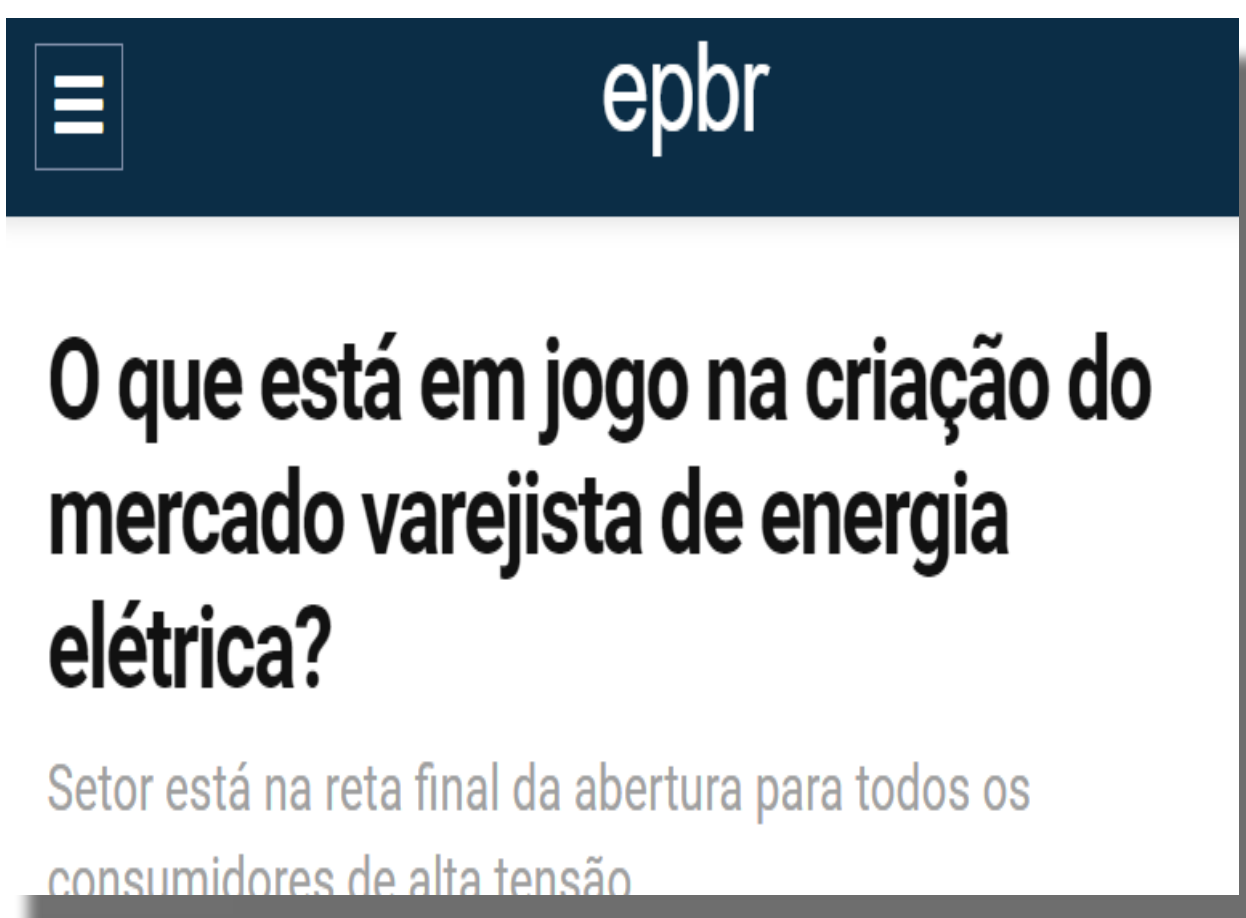 epbr
O que está em jogo na criação do
mercado varejista de energia
elétrica?
Setor está na reta final da abertura para todos os
consumidores de alta tensão